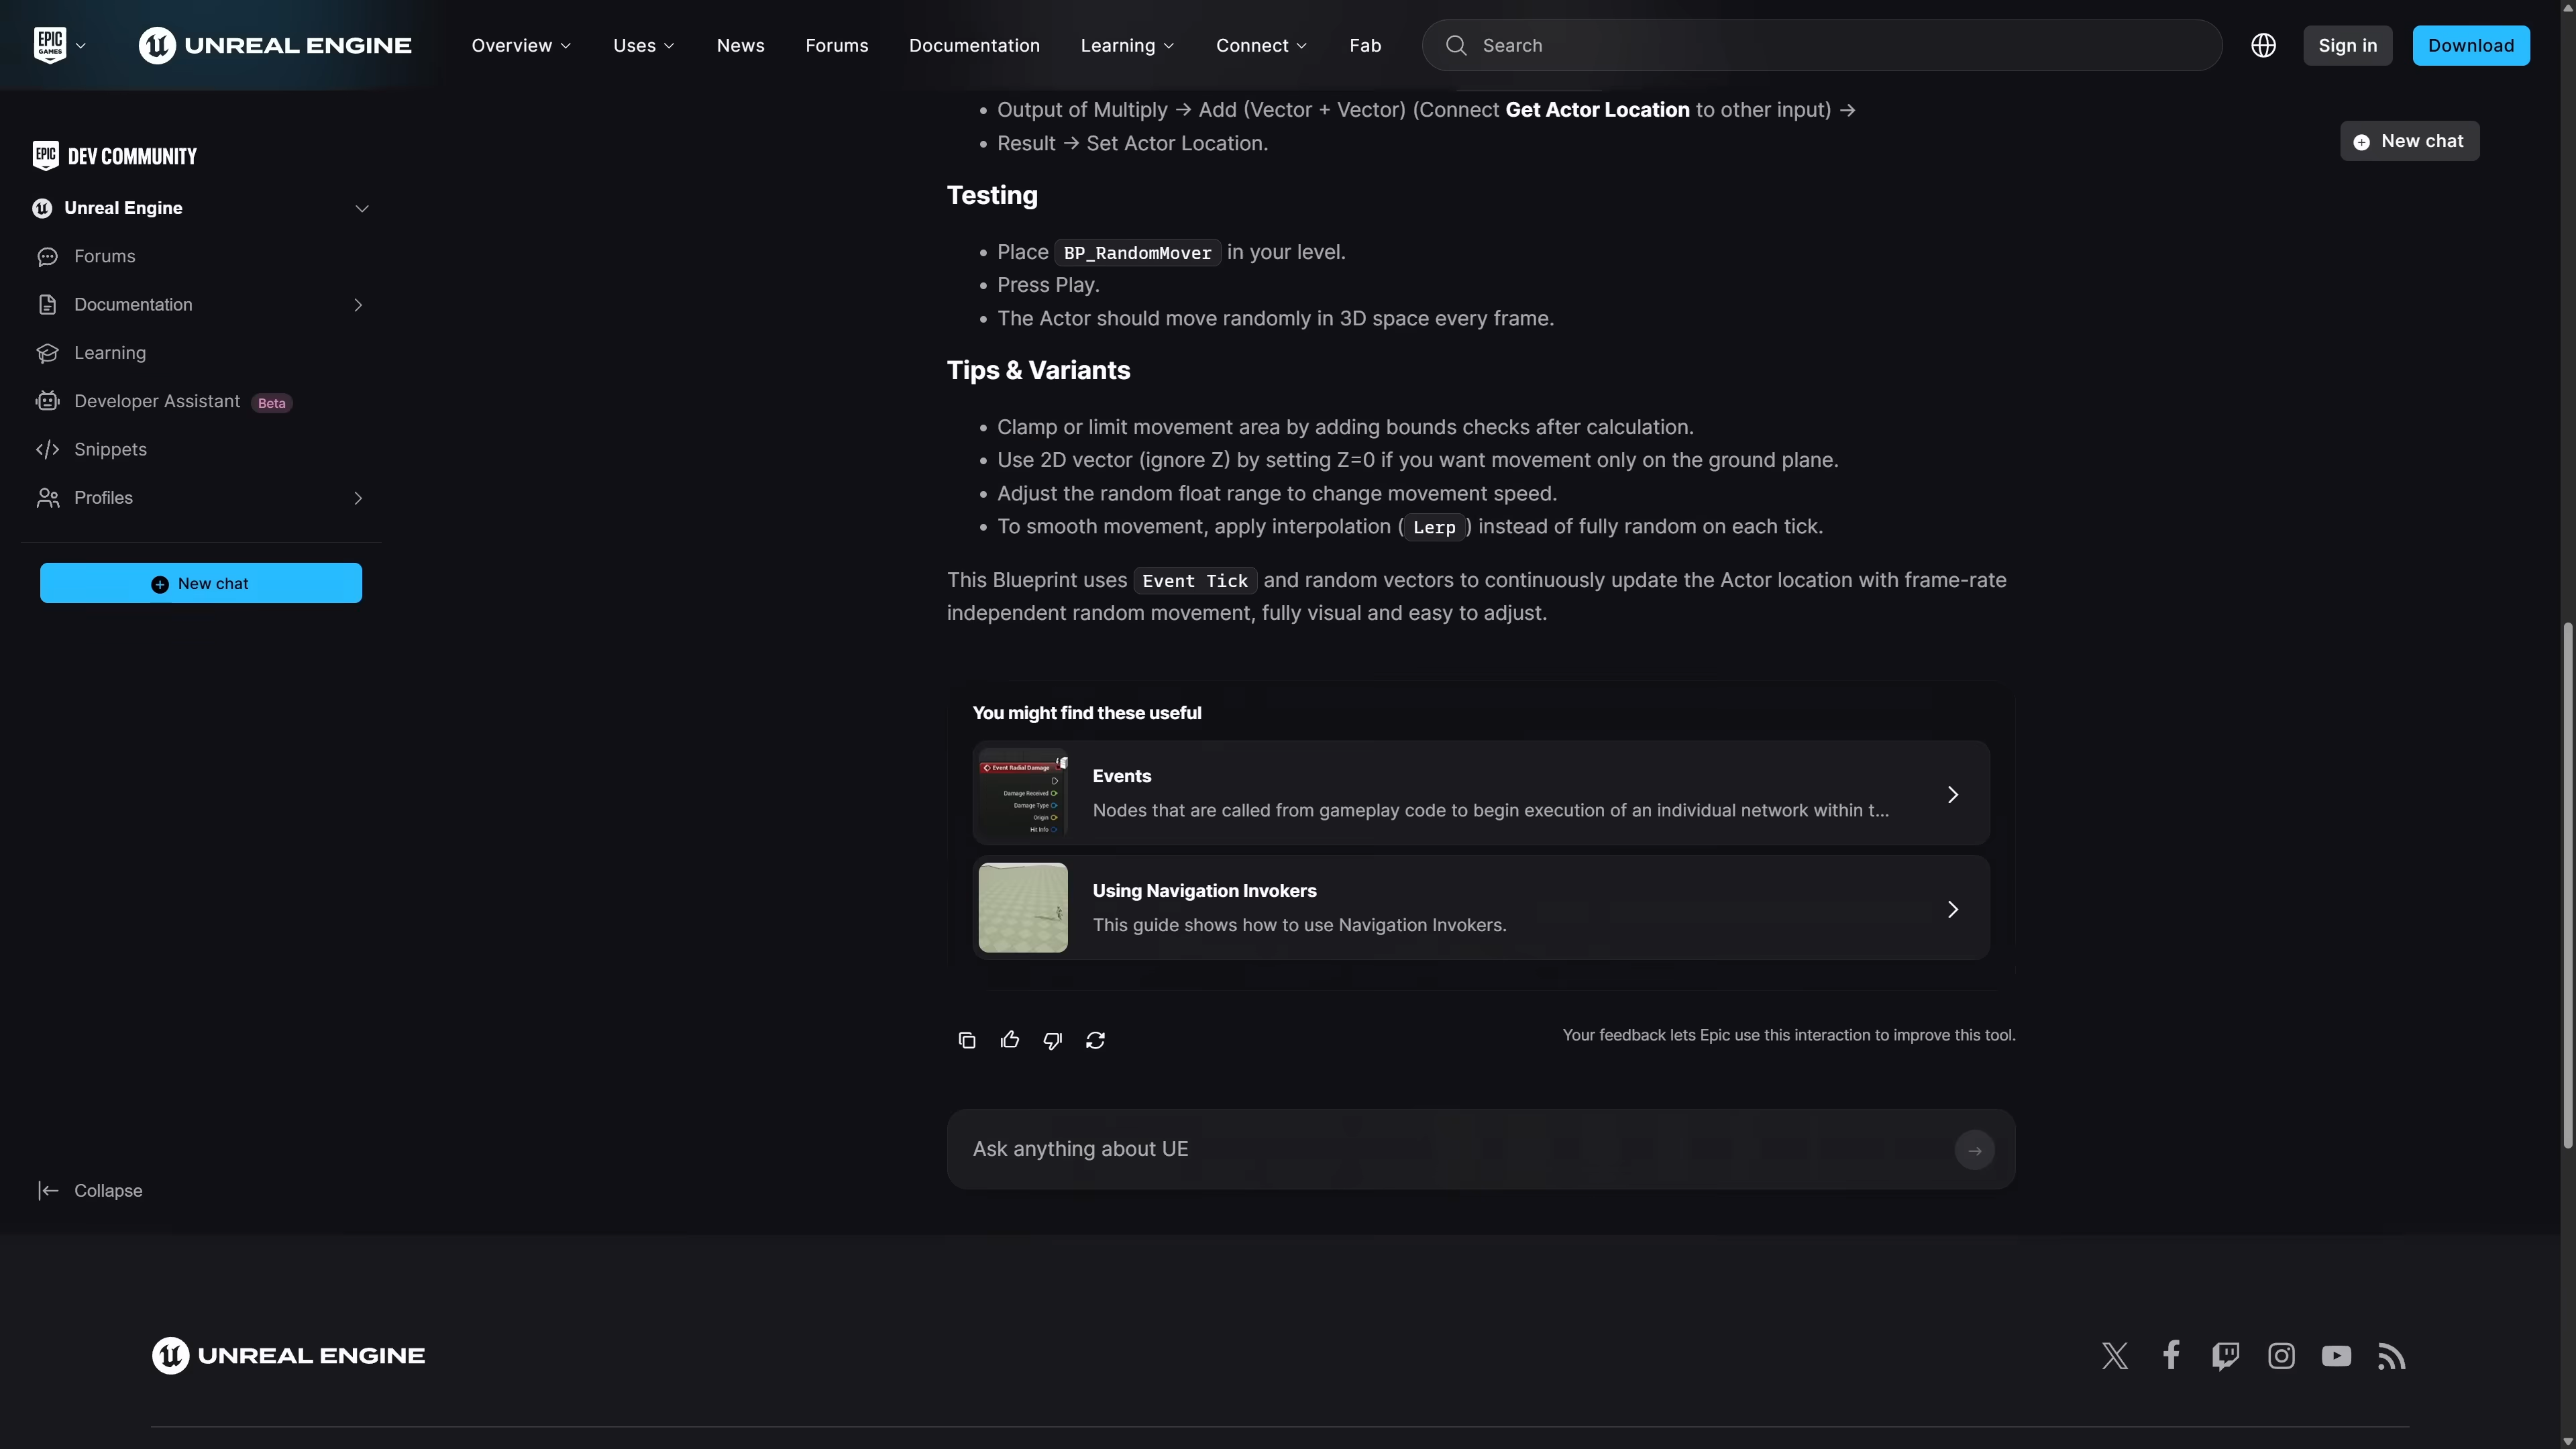 EPIC GAMES
UNREAL ENGINE
Overview
Uses
News
Forums
Documentation
Learning
Connect
Fab
Search
Sign in
Download
EPIC DEV COMMUNITY
Unreal Engine
Forums
Documentation
Learning
Developer Assistant Beta
Snippets
Profiles
New chat
Collapse
New chat
• Output of Multiply → Add (Vector + Vector) (Connect Get Actor Location to other input) →
• Result → Set Actor Location.
Testing
• Place BP_RandomMover in your level.
• Press Play.
• The Actor should move randomly in 3D space every frame.
Tips & Variants
• Clamp or limit movement area by adding bounds checks after calculation.
• Use 2D vector (ignore Z) by setting Z=0 if you want movement only on the ground plane.
• Adjust the random float range to change movement speed.
• To smooth movement, apply interpolation (Lerp) instead of fully random on each tick.
This Blueprint uses Event Tick and random vectors to continuously update the Actor location with frame-rate
independent random movement, fully visual and easy to adjust.
You might find these useful
Event Radial Damage
Damage Received
Damage Type
Origin
Hit Info
Events
Nodes that are called from gameplay code to begin execution of an individual network within t...
Using Navigation Invokers
This guide shows how to use Navigation Invokers.
Your feedback lets Epic use this interaction to improve this tool.
Ask anything about UE
UNREAL ENGINE